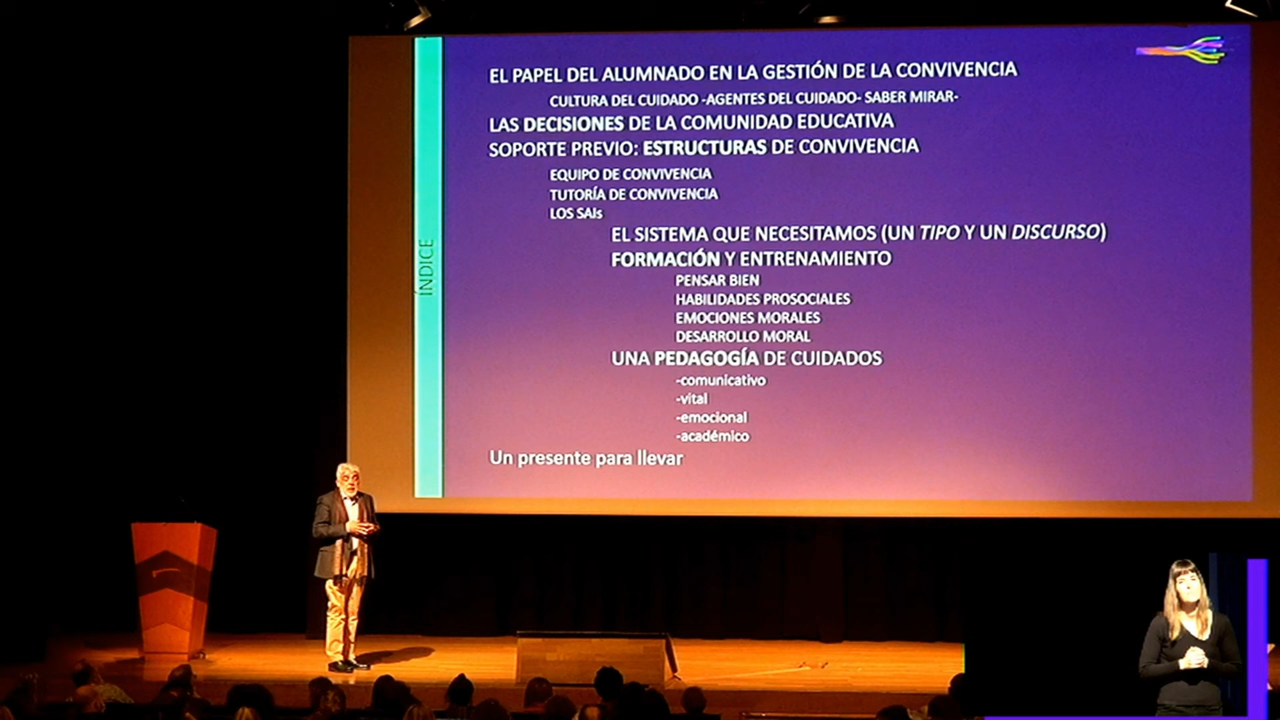 EL PAPEL DEL ALUMNADO EN LA GESTIÓN DE LA CONVIVENCIA
CULTURA DEL CUIDADO -AGENTES DEL CUIDADO- SABER MIRAR-
LAS DECISIONES DE LA COMUNIDAD EDUCATIVA
SOPORTE PREVIO: ESTRUCTURAS DE CONVIVENCIA
EQUIPO DE CONVIVENCIA
TUTORÍA DE CONVIVENCIA
LOS SAIs
EL SISTEMA QUE NECESITAMOS (UN TIPO Y UN DISCURSO)
FORMACIÓN Y ENTRENAMIENTO
PENSAR BIEN
HABILIDADES PROSOCIALES
EMOCIONES MORALES
DESARROLLO MORAL
UNA PEDAGOGÍA DE CUIDADOS
-comunicativo
-vital
-emocional
-académico
Un presente para llevar
ÍNDICE